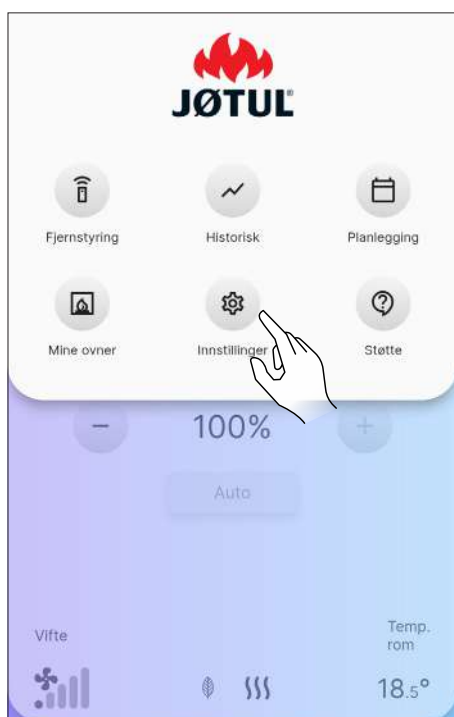 JØTUL®
Fjernstyring Historisk Planlegging
Mine ovner Innstillinger Støtte
− 100% +
Auto
Vifte Temp. rom
18.5°